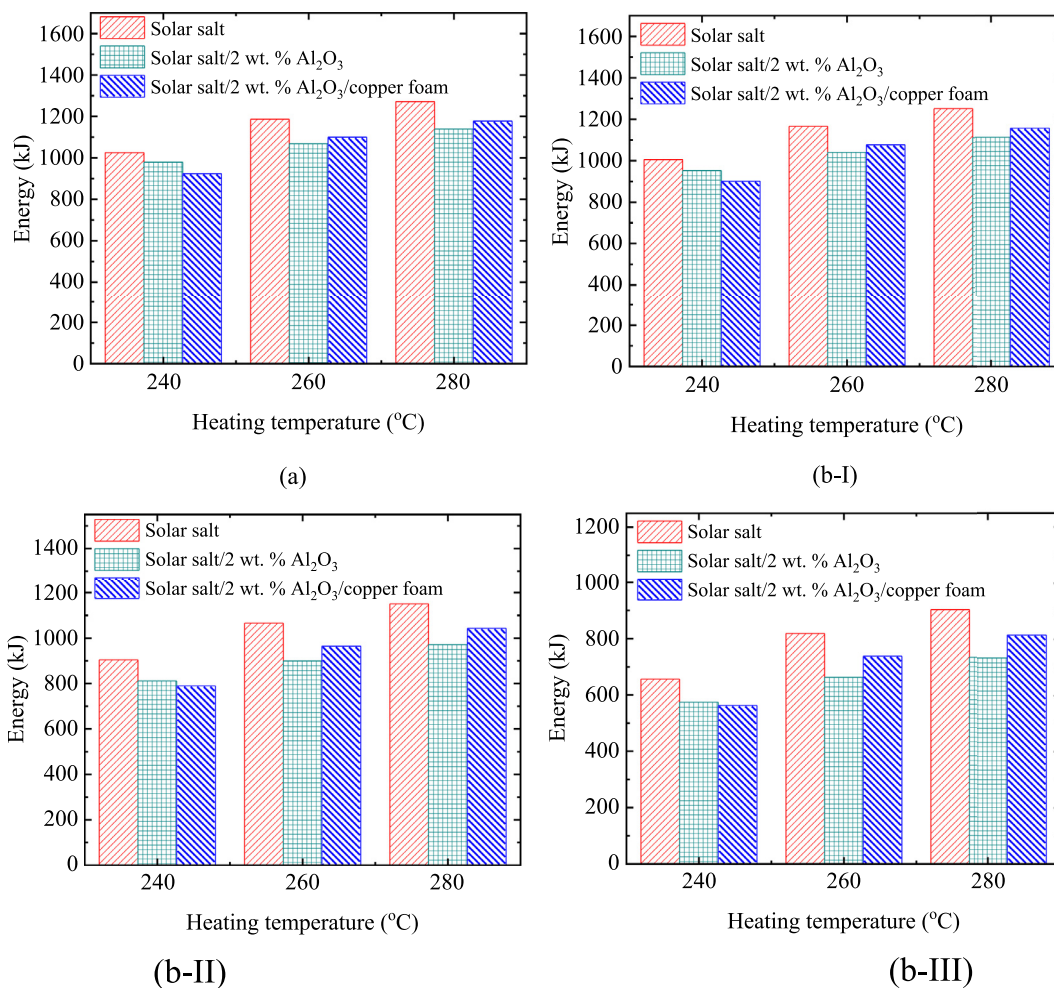 Solar salt
Solar salt/2 wt. % Al₂O₃
Solar salt/2 wt. % Al₂O₃/copper foam
1600
1400
1200
1000
800
600
400
200
0
Energy (kJ)
240 260 280
Heating temperature (°C)
(a)
Solar salt
Solar salt/2 wt. % Al₂O₃
Solar salt/2 wt. % Al₂O₃/copper foam
1600
1400
1200
1000
800
600
400
200
0
Energy (kJ)
240 260 280
Heating temperature (°C)
(b-I)
Solar salt
Solar salt/2 wt. % Al₂O₃
Solar salt/2 wt. % Al₂O₃/copper foam
1400
1200
1000
800
600
400
200
0
Energy (kJ)
240 260 280
Heating temperature (°C)
(b-II)
Solar salt
Solar salt/2 wt. % Al₂O₃
Solar salt/2 wt. % Al₂O₃/copper foam
1200
1000
800
600
400
200
0
Energy (kJ)
240 260 280
Heating temperature (°C)
(b-III)